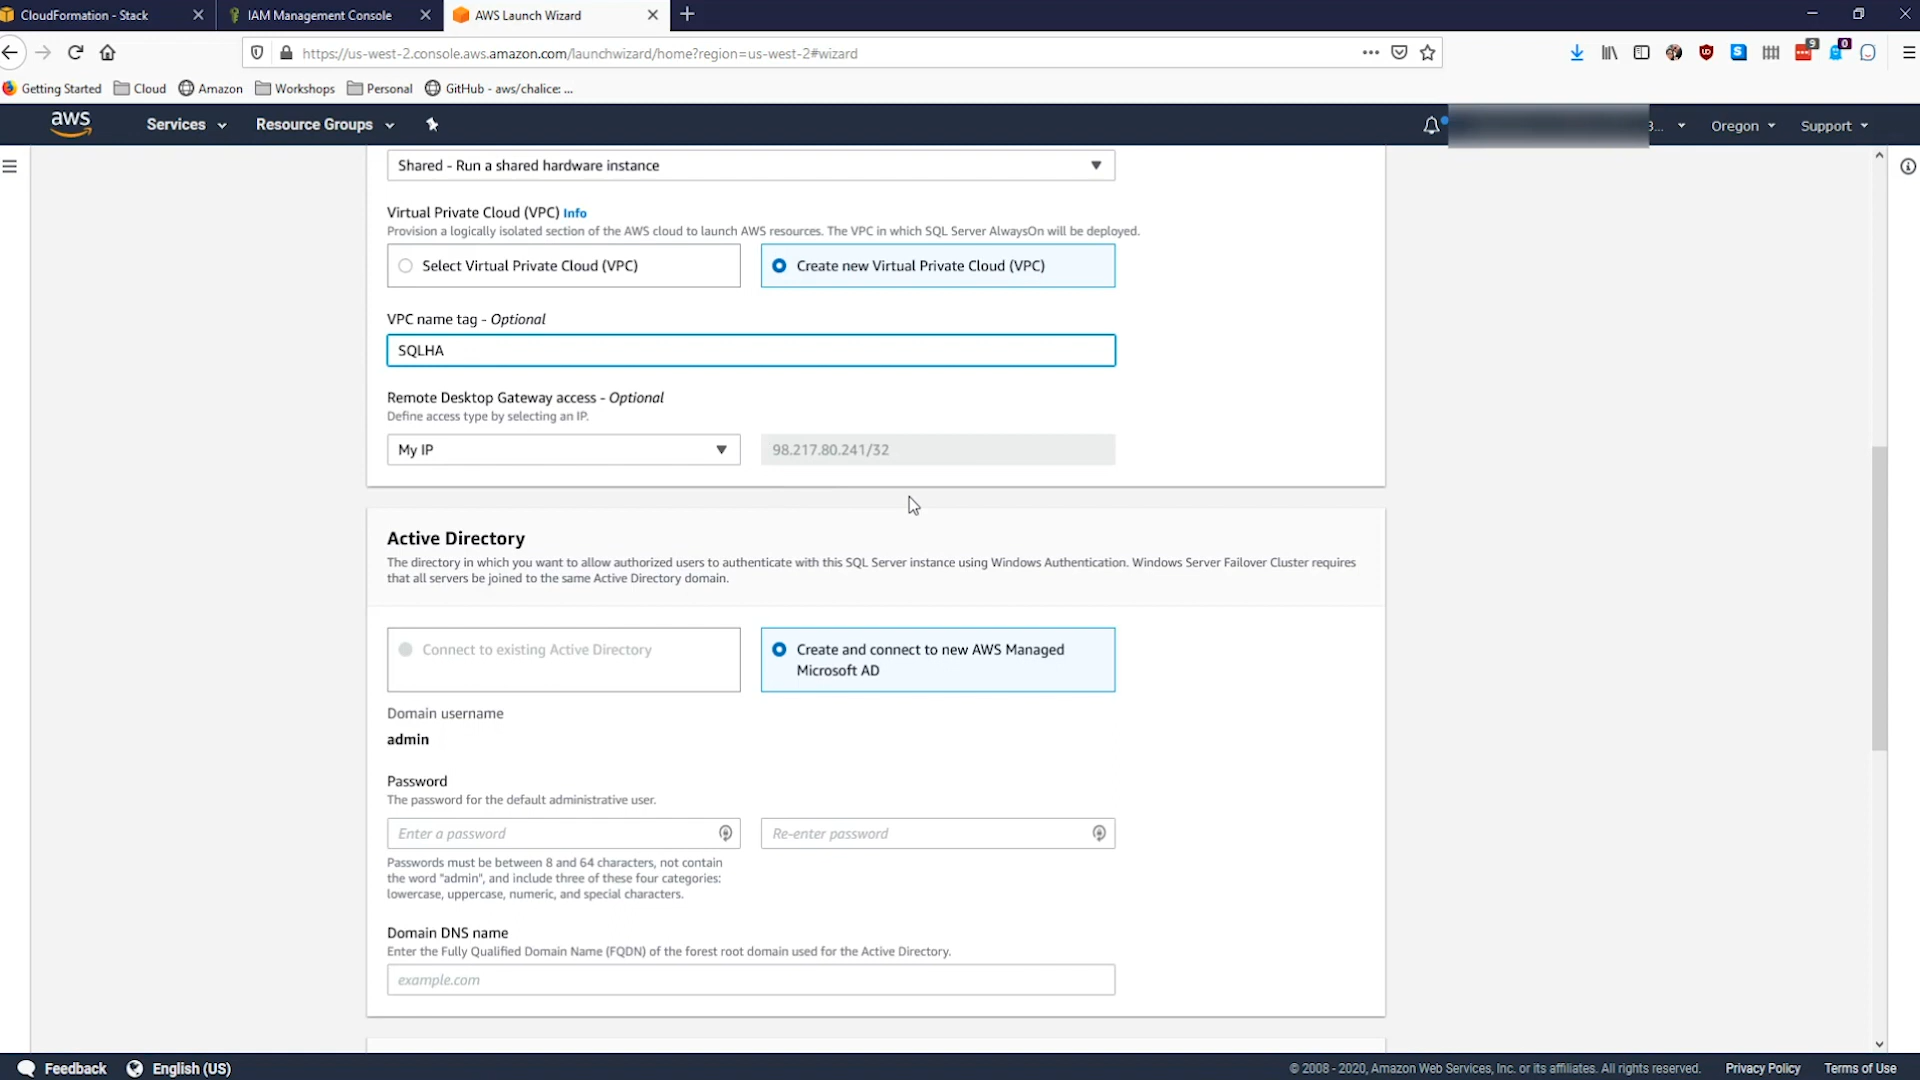 CloudFormation - Stack
IAM Management Console
AWS Launch Wizard
https://us-west-2.console.aws.amazon.com/launchwizard/home?region=us-west-2#wizard
9
0
Getting Started
Cloud
Amazon
Workshops
Personal
GitHub - aws/chalice: ...
aws
Services
Resource Groups
3...
Oregon
Support
Shared - Run a shared hardware instance
Virtual Private Cloud (VPC) Info
Provision a logically isolated section of the AWS cloud to launch AWS resources. The VPC in which SQL Server AlwaysOn will be deployed.
Select Virtual Private Cloud (VPC)
Create new Virtual Private Cloud (VPC)
VPC name tag - Optional
SQLHA
Remote Desktop Gateway access - Optional
Define access type by selecting an IP.
My IP
98.217.80.241/32
Active Directory
The directory in which you want to allow authorized users to authenticate with this SQL Server instance using Windows Authentication. Windows Server Failover Cluster requires
that all servers be joined to the same Active Directory domain.
Connect to existing Active Directory
Create and connect to new AWS Managed
Microsoft AD
Domain username
admin
Password
The password for the default administrative user.
Enter a password
Re-enter password
Passwords must be between 8 and 64 characters, not contain
the word "admin", and include three of these four categories:
lowercase, uppercase, numeric, and special characters.
Domain DNS name
Enter the Fully Qualified Domain Name (FQDN) of the forest root domain used for the Active Directory.
example.com
Feedback
English (US)
© 2008 - 2020, Amazon Web Services, Inc. or its affiliates. All rights reserved.
Privacy Policy
Terms of Use